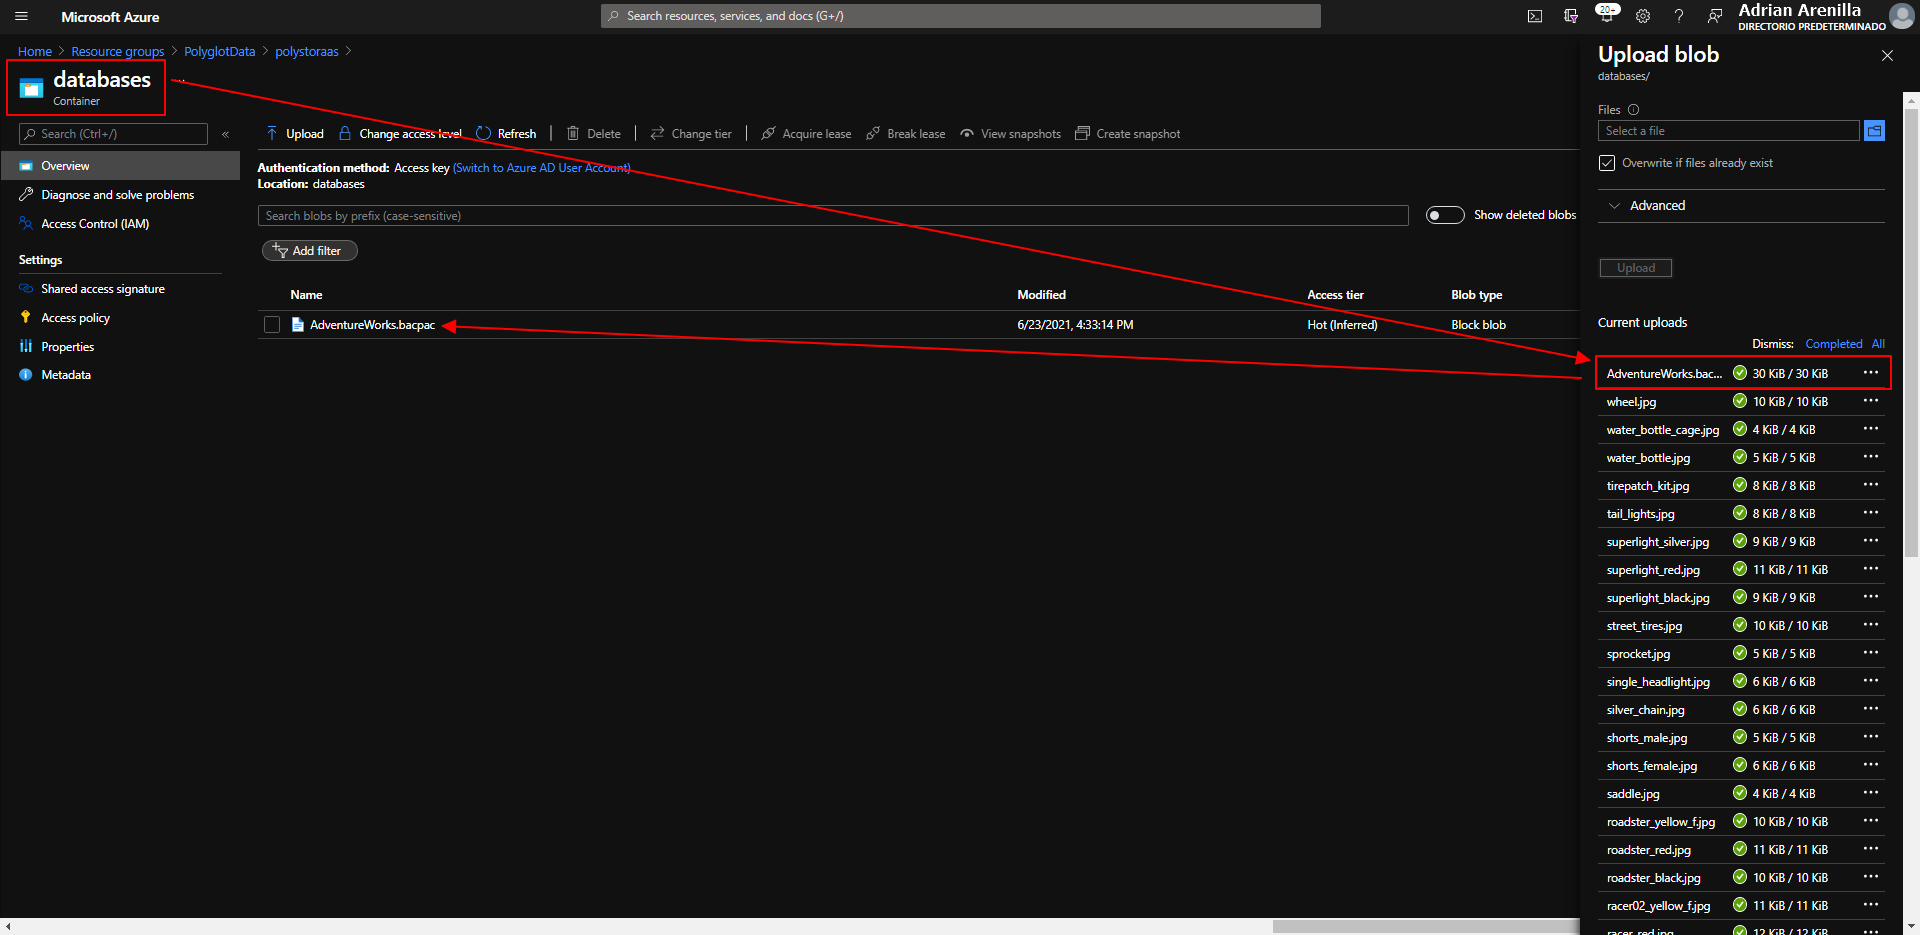 Microsoft Azure
Search resources, services, and docs (G+/)
20+
Adrian Arenilla
DIRECTORIO PREDETERMINADO
Home > Resource groups > PolyglotData > polystoraas >
databases
Container
Search (Ctrl+/)
«
Overview
Diagnose and solve problems
Access Control (IAM)
Settings
Shared access signature
Access policy
Properties
Metadata
Upload
Change access level
Refresh
Delete
Change tier
Acquire lease
Break lease
View snapshots
Create snapshot
Authentication method: Access key (Switch to Azure AD User Account)
Location: databases
Search blobs by prefix (case-sensitive)
Show deleted blobs
Add filter
Name Modified Access tier Blob type
AdventureWorks.bacpac 6/23/2021, 4:33:14 PM Hot (Inferred) Block blob
Upload blob
databases/
Files
Select a file
Overwrite if files already exist
Advanced
Upload
Current uploads
Dismiss: Completed All
AdventureWorks.bac... 30 KiB / 30 KiB
wheel.jpg 10 KiB / 10 KiB
water_bottle_cage.jpg 4 KiB / 4 KiB
water_bottle.jpg 5 KiB / 5 KiB
tirepatch_kit.jpg 8 KiB / 8 KiB
tail_lights.jpg 8 KiB / 8 KiB
superlight_silver.jpg 9 KiB / 9 KiB
superlight_red.jpg 11 KiB / 11 KiB
superlight_black.jpg 9 KiB / 9 KiB
street_tires.jpg 10 KiB / 10 KiB
sprocket.jpg 5 KiB / 5 KiB
single_headlight.jpg 6 KiB / 6 KiB
silver_chain.jpg 6 KiB / 6 KiB
shorts_male.jpg 5 KiB / 5 KiB
shorts_female.jpg 6 KiB / 6 KiB
saddle.jpg 4 KiB / 4 KiB
roadster_yellow_f.jpg 10 KiB / 10 KiB
roadster_red.jpg 11 KiB / 11 KiB
roadster_black.jpg 10 KiB / 10 KiB
racer02_yellow_f.jpg 11 KiB / 11 KiB
racer_red.jpg 12 KiB / 12 KiB